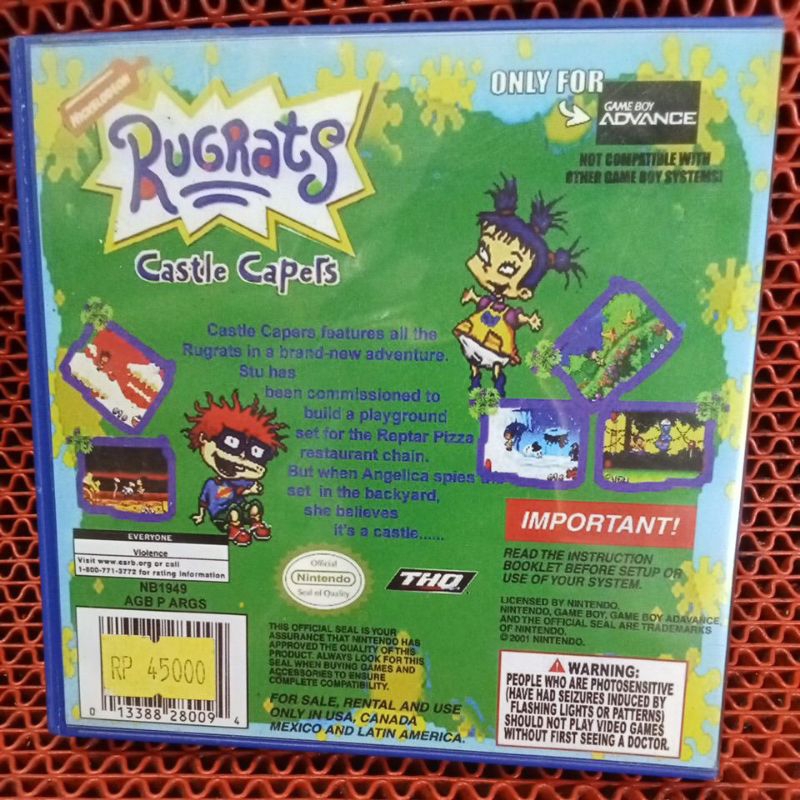 NICKELODEON
RUGRATS
Castle Capers
ONLY FOR
GAME BOY
ADVANCE
NOT COMPATIBLE WITH
OTHER GAME BOY SYSTEMS!
Castle Capers features all the
Rugrats in a brand-new adventure.
Stu has
been commissioned to
build a playground
set for the Reptar Pizza
restaurant chain.
But when Angelica spies the
set in the backyard,
she believes
it's a castle......
EVERYONE
Violence
Visit www.esrb.org or call
1-800-771-3772 for rating information
NB1949
AGB P ARGS
RP 45000
0 13388 28009 4
Official
Nintendo
Seal of Quality
THQ
THIS OFFICIAL SEAL IS YOUR
ASSURANCE THAT NINTENDO HAS
APPROVED THE QUALITY OF THIS
PRODUCT. ALWAYS LOOK FOR THIS
SEAL WHEN BUYING GAMES AND
ACCESSORIES TO ENSURE
COMPLETE COMPATIBILITY.
FOR SALE, RENTAL AND USE
ONLY IN USA, CANADA
MEXICO AND LATIN AMERICA.
IMPORTANT!
READ THE INSTRUCTION
BOOKLET BEFORE SETUP OR
USE OF YOUR SYSTEM.
LICENSED BY NINTENDO.
NINTENDO, GAME BOY, GAME BOY ADAVANCE,
AND THE OFFICIAL SEAL ARE TRADEMARKS
OF NINTENDO.
© 2001 NINTENDO.
WARNING:
PEOPLE WHO ARE PHOTOSENSITIVE
(HAVE HAD SEIZURES INDUCED BY
FLASHING LIGHTS OR PATTERNS)
SHOULD NOT PLAY VIDEO GAMES
WITHOUT FIRST SEEING A DOCTOR.